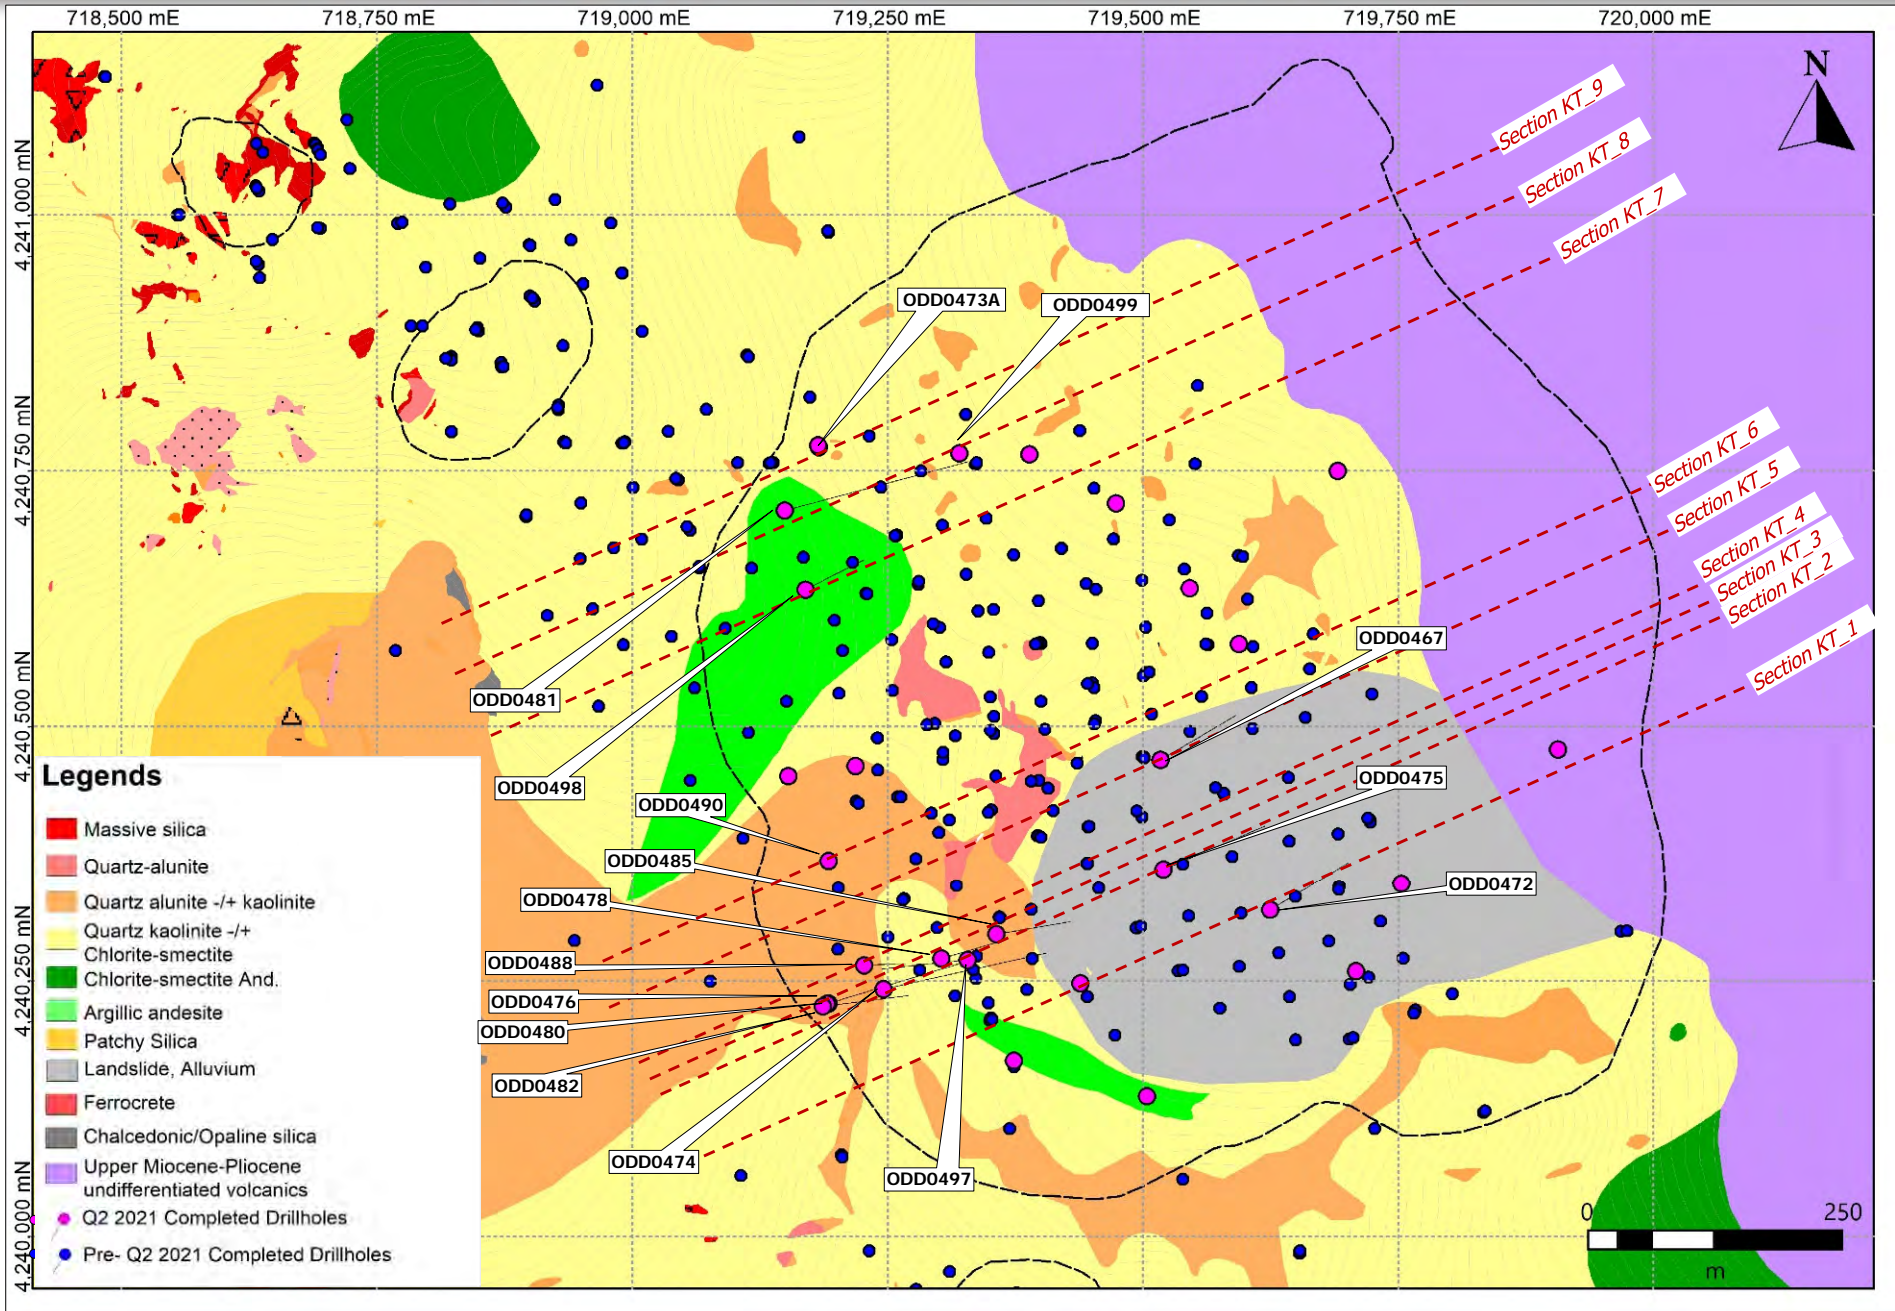 718,500 mE
718,750 mE
719,000 mE
719,250 mE
719,500 mE
719,750 mE
720,000 mE
N
Section KT_9
Section KT_8
Section KT_7
4,241,000 mN
ODD0473A
ODD0499
4,240,750 mN
Section KT_6
Section KT_5
Section KT_4
Section KT_3
Section KT_2
Section KT_1
ODD0467
ODD0481
4,240,500 mN
ODD0498
ODD0475
ODD0490
ODD0485
ODD0472
ODD0478
4,240,250 mN
ODD0488
ODD0476
ODD0480
ODD0482
ODD0474
ODD0497
4,240,000 mN
Legends
Massive silica
Quartz-alunite
Quartz alunite -/+ kaolinite
Quartz kaolinite -/+
Chlorite-smectite
Chlorite-smectite And.
Argillic andesite
Patchy Silica
Landslide, Alluvium
Ferrocrete
Chalcedonic/Opaline silica
Upper Miocene-Pliocene
undifferentiated volcanics
Q2 2021 Completed Drillholes
Pre- Q2 2021 Completed Drillholes
0
250
m